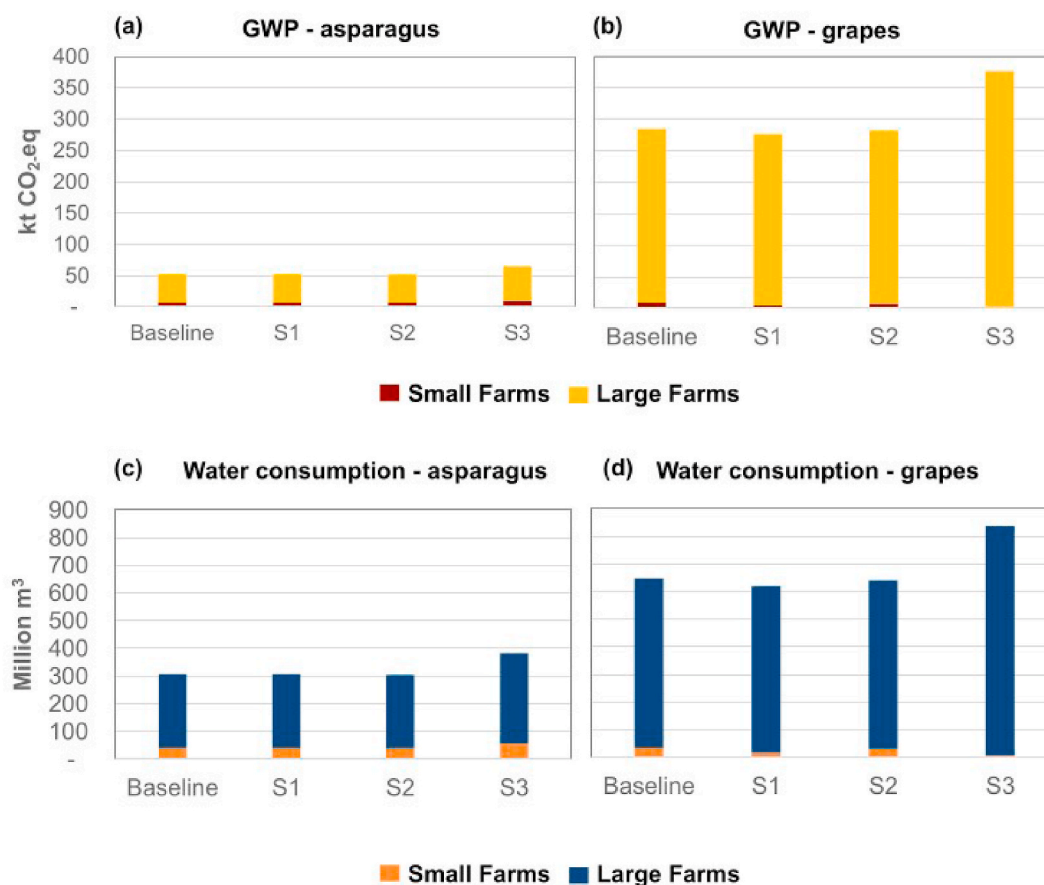 (a) GWP - asparagus
(b) GWP - grapes
kt CO₂-eq
400
350
300
250
200
150
100
50
-
Baseline S1 S2 S3
Baseline S1 S2 S3
Small Farms Large Farms
(c) Water consumption - asparagus
(d) Water consumption - grapes
Million m³
900
800
700
600
500
400
300
200
100
-
Baseline S1 S2 S3
Baseline S1 S2 S3
Small Farms Large Farms